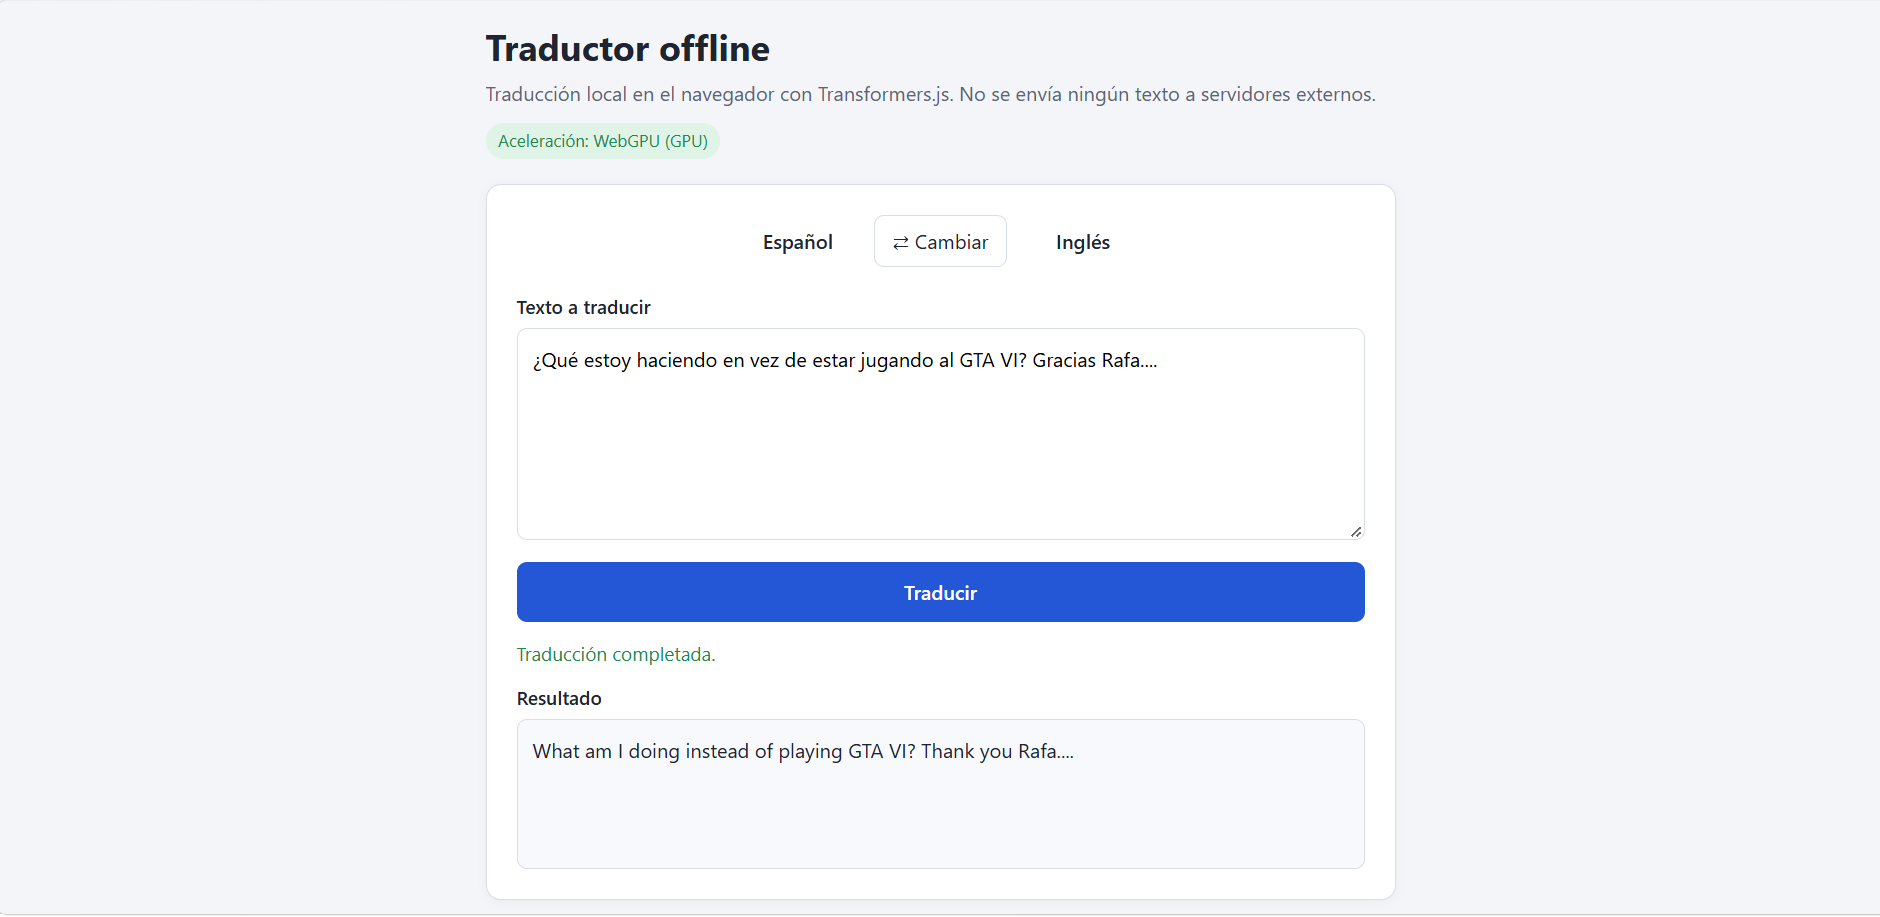 Traductor offline
Traducción local en el navegador con Transformers.js. No se envía ningún texto a servidores externos.
Aceleración: WebGPU (GPU)
Español ⇄ Cambiar Inglés
Texto a traducir
¿Qué estoy haciendo en vez de estar jugando al GTA VI? Gracias Rafa....
Traducir
Traducción completada.
Resultado
What am I doing instead of playing GTA VI? Thank you Rafa....